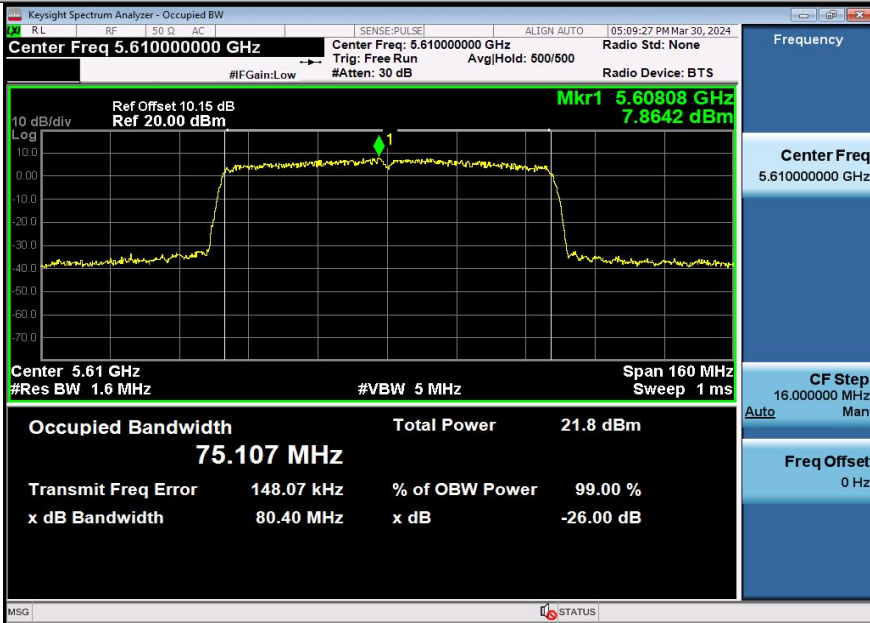 Keysight Spectrum Analyzer - Occupied BW
LXI RL RF 50 Ω AC SENSE:PULSE ALIGN AUTO 05:09:27 PM Mar 30, 2024
Center Freq 5.610000000 GHz
Center Freq: 5.610000000 GHz Radio Std: None
Trig: Free Run Avg|Hold: 500/500
#IFGain:Low #Atten: 30 dB Radio Device: BTS
Frequency
Ref Offset 10.15 dB Mkr1 5.60808 GHz
10 dB/div Ref 20.00 dBm 7.8642 dBm
Log
1
10.0
0.00
-10.0
-20.0
-30.0
-40.0
-50.0
-60.0
-70.0
Center 5.61 GHz Span 160 MHz
#Res BW 1.6 MHz #VBW 5 MHz Sweep 1 ms
Occupied Bandwidth Total Power 21.8 dBm
75.107 MHz
Transmit Freq Error 148.07 kHz % of OBW Power 99.00 %
x dB Bandwidth 80.40 MHz x dB -26.00 dB
Center Freq
5.610000000 GHz
CF Step
16.000000 MHz
Auto Man
Freq Offset
0 Hz
MSG STATUS